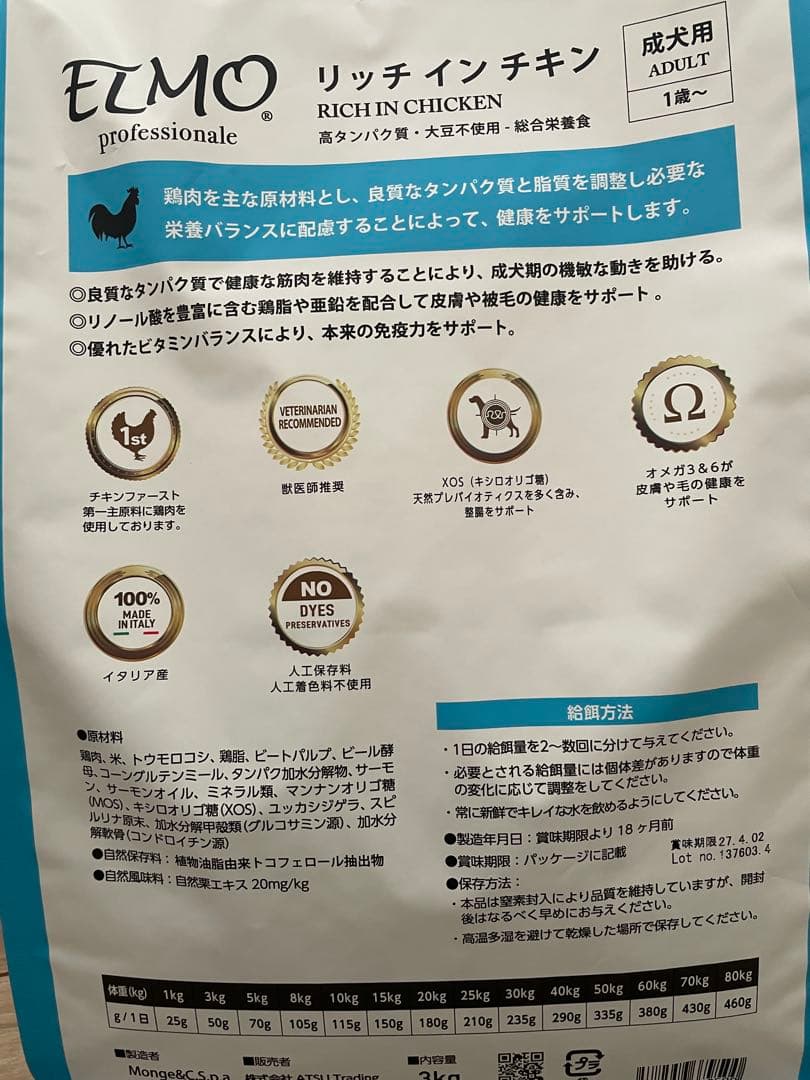 ELMO®
professionale
リッチ イン チキン
RICH IN CHICKEN
高タンパク質・大豆不使用 - 総合栄養食
成犬用
ADULT
1歳～
鶏肉を主な原材料とし、良質なタンパク質と脂質を調整し必要な
栄養バランスに配慮することによって、健康をサポートします。
◎良質なタンパク質で健康な筋肉を維持することにより、成犬期の機敏な動きを助ける。
◎リノール酸を豊富に含む鶏脂や亜鉛を配合して皮膚や被毛の健康をサポート 。
◎優れたビタミンバランスにより、本来の免疫力をサポート。
1st
チキンファースト
第一主原料に鶏肉を
使用しております。
VETERINARIAN
RECOMMENDED
獣医師推奨
XOS（キシロオリゴ糖）
天然プレバイオティクスを多く含み、
整腸をサポート
Ω
オメガ3＆6が
皮膚や毛の健康を
サポート
100%
MADE
IN ITALY
イタリア産
NO
DYES
PRESERVATIVES
人工保存料
人工着色料不使用
●原材料
鶏肉、米、トウモロコシ、鶏脂、ビートパルプ、ビール酵
母、コーングルテンミール、タンパク加水分解物、サーモ
ン、サーモンオイル、ミネラル類、マンナンオリゴ糖
(MOS)、キシロオリゴ糖(XOS)、ユッカシジゲラ、スピ
ルリナ原末、加水分解甲殻類(グルコサミン源)、加水分
解軟骨(コンドロイチン源)
●自然保存料：植物油脂由来トコフェロール抽出物
●自然風味料：自然栗エキス 20mg/kg
給餌方法
・1日の給餌量を2～数回に分けて与えてください。
・必要とされる給餌量には個体差がありますので体重
の変化に応じて調整をしてください。
・常に新鮮でキレイな水を飲めるようにしてください。
●製造年月日：賞味期限より 18 ヶ月前
●賞味期限：パッケージに記載
賞味期限27.4.02
Lot no.137603.4
●保存方法：
・本品は窒素封入により品質を維持していますが、開封
後はなるべく早めにお与えください。
・高温多湿を避けて乾燥した場所で保存してください。
体重(kg) 1kg 3kg 5kg 8kg 10kg 15kg 20kg 25kg 30kg 40kg 50kg 60kg 70kg 80kg
g/1日 25g 50g 70g 105g 115g 150g 180g 210g 235g 290g 335g 380g 430g 460g
■製造者
Monge&C.S.p.a
■販売者
株式会社 ATSU Trading
■内容量
3kg
プラ